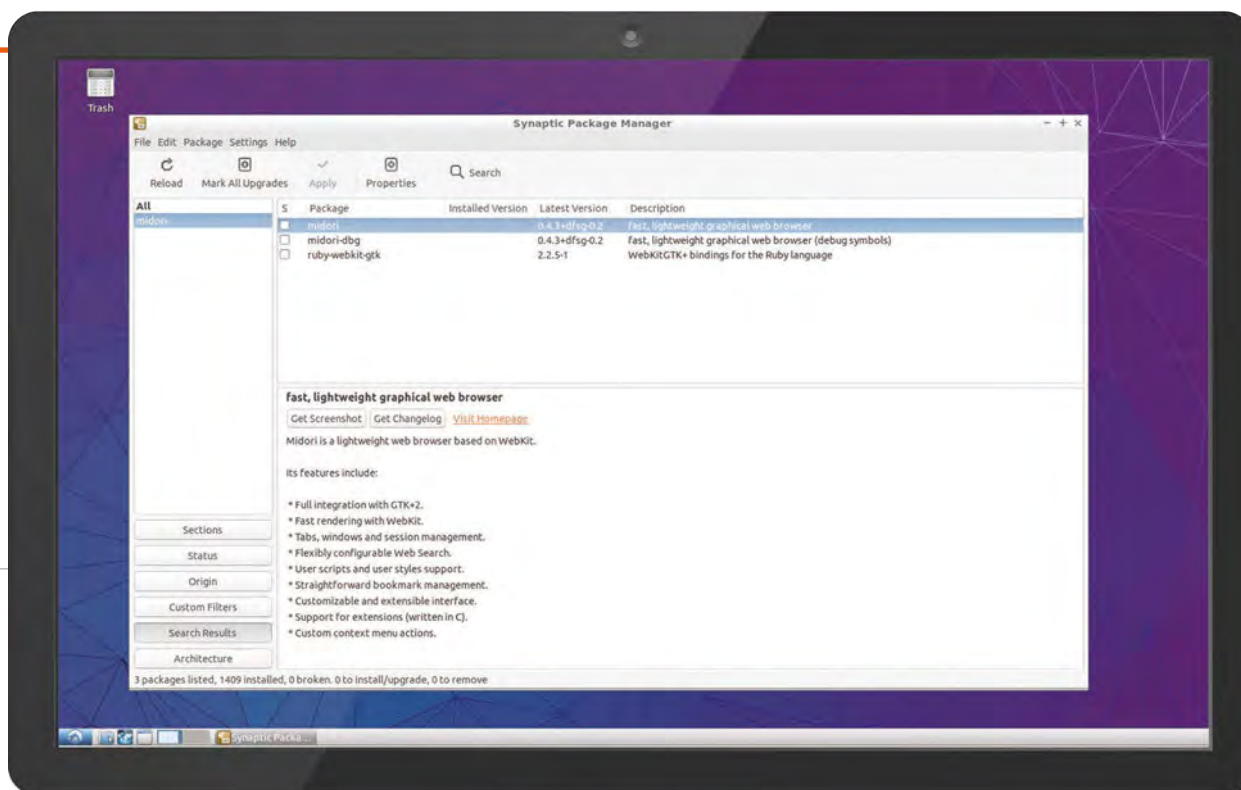 Trash
Synaptic Package Manager
File Edit Package Settings Help
Reload Mark All Upgrades Apply Properties Search
All
midori
S Package Installed Version Latest Version Description
midori 0.4.3+dfsg-0.2 fast, lightweight graphical web browser
midori-dbg 0.4.3+dfsg-0.2 fast, lightweight graphical web browser (debug symbols)
ruby-webkit-gtk 2.2.5-1 WebKitGTK+ bindings for the Ruby language
fast, lightweight graphical web browser
Get Screenshot Get Changelog Visit Homepage
Midori is a lightweight web browser based on WebKit.
Its features include:
* Full integration with GTK+2.
* Fast rendering with WebKit.
* Tabs, windows and session management.
* Flexibly configurable Web Search.
* User scripts and user styles support.
* Straightforward bookmark management.
* Customizable and extensible interface.
* Support for extensions (written in C).
* Custom context menu actions.
Sections
Status
Origin
Custom Filters
Search Results
Architecture
3 packages listed, 1409 installed, 0 broken. 0 to install/upgrade, 0 to remove
Synaptic Packa...